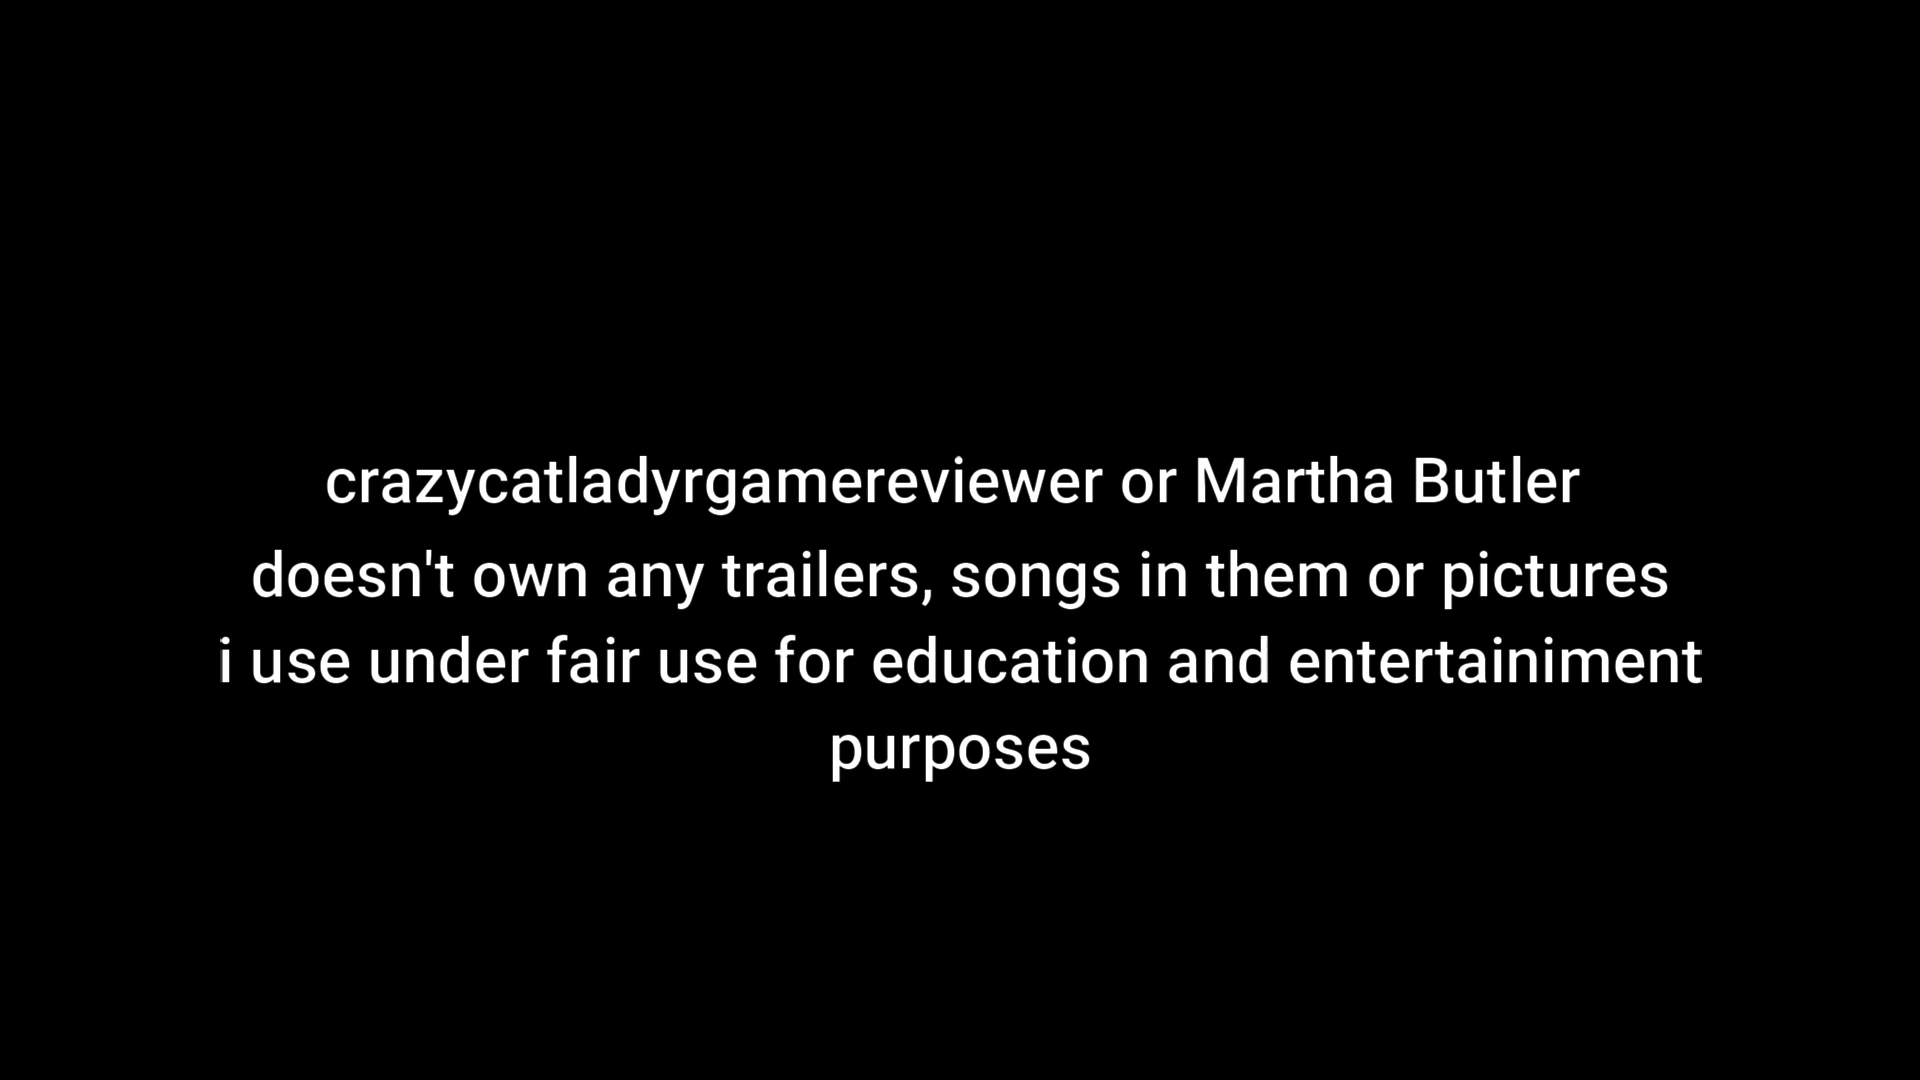 crazycatladyrgamereviewer or Martha Butler
doesn't own any trailers, songs in them or pictures
i use under fair use for education and entertainiment
purposes